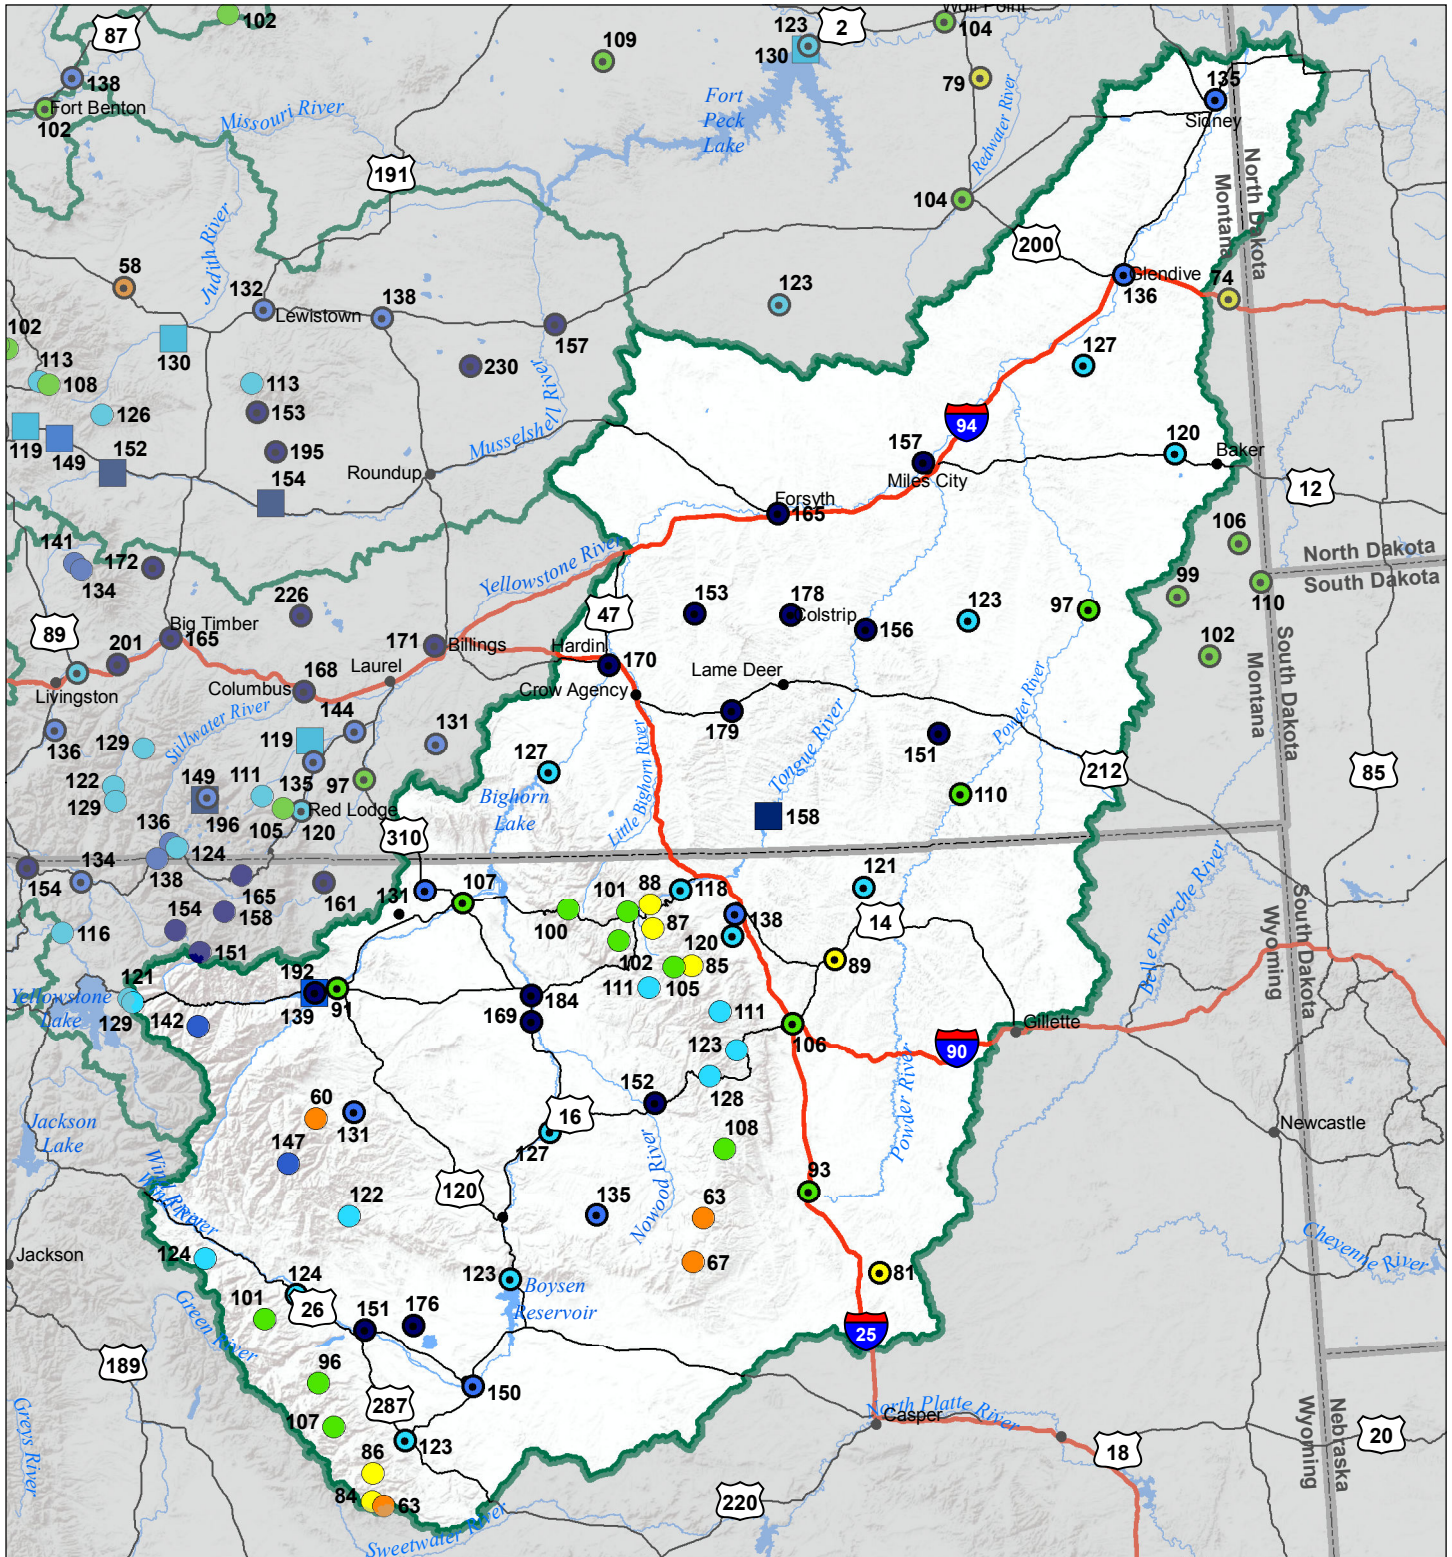 102
87
109
123
2
Wolf Point
104
130
138
79
135
Fort Benton
Fort
Peck
Lake
Redwater River
Sidney
102
Missouri River
191
North Dakota
Montana
104
200
Judith River
58
Glendive
74
132
138
123
136
Lewistown
157
102
130
127
113
108
113
230
126
153
Musselshell River
94
119
149
152
195
157
120
Baker
154
Roundup
Miles City
12
Forsyth
165
106
141
172
134
Yellowstone River
North Dakota
South Dakota
99
110
226
153
178
123
97
89
Big Timber
165
47
Colstrip
156
201
171
Billings
Hardin
102
South Dakota
Montana
168
Laurel
170
Lame Deer
Livingston
Columbus
Crow Agency
Stillwater River
144
179
Powder River
136
129
119
131
Little Bighorn River
Tongue River
151
127
212
85
122
149
111
135
97
110
129
Bighorn
Lake
196
105
Red Lodge
120
158
136
310
124
138
134
154
165
161
131
107
101
88
118
121
Belle Fourche River
154
158
100
87
138
14
South Dakota
Wyoming
116
151
120
121
192
102
85
89
Yellowstone
Lake
91
111
105
129
142
139
184
169
111
106
Gillette
123
90
152
128
60
131
16
Jackson
Lake
147
127
108
Powder River
Newcastle
Wind River
Wind River
120
93
122
135
Nowood River
63
124
67
Cheyenne River
Jackson
124
123
Boysen
Reservoir
81
101
26
151
176
Green River
25
189
96
287
150
107
123
North Platte River
Casper
Nebraska
Wyoming
20
18
Greys River
86
84
63
220
Sweetwater River